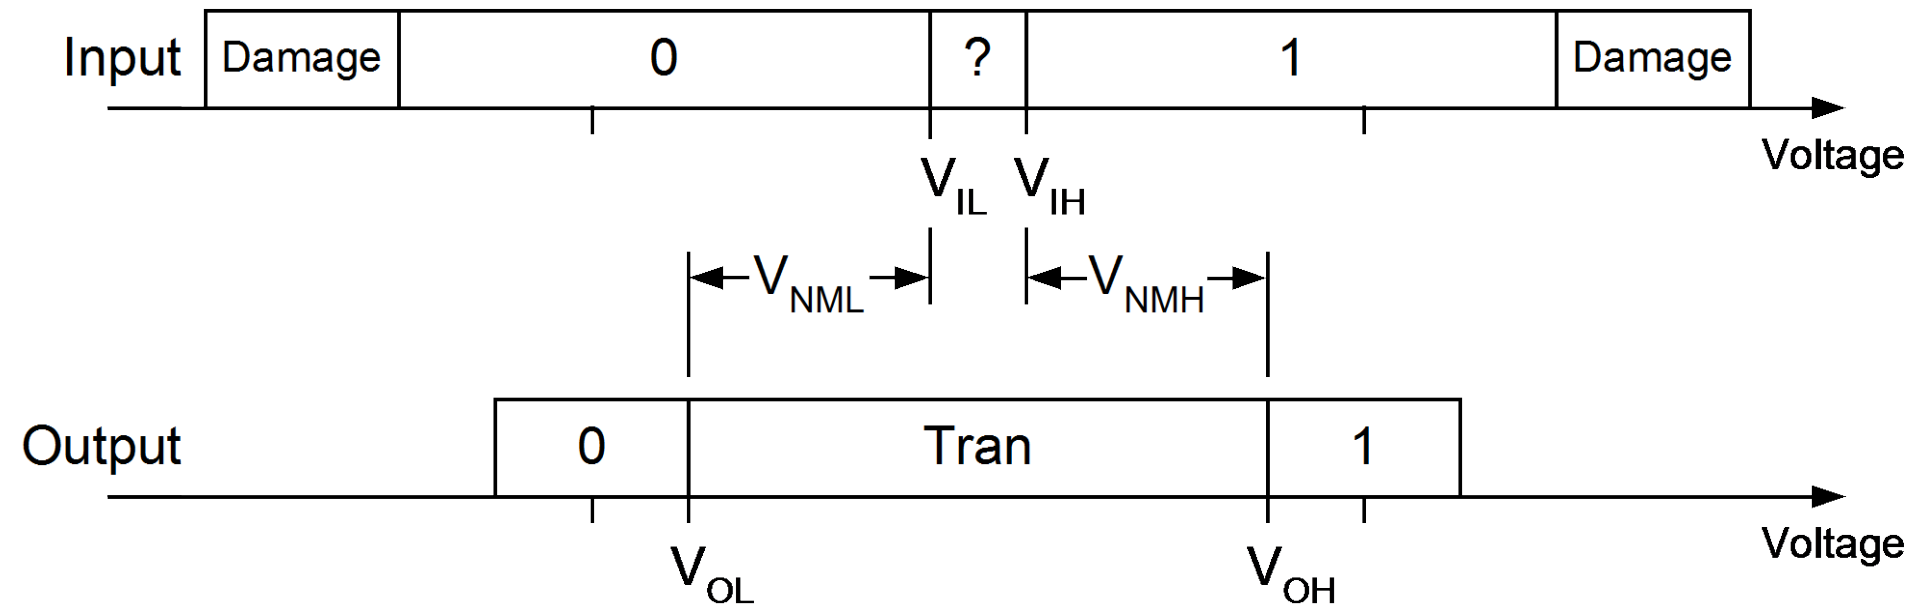 Input Damage 0 ? 1 Damage
Voltage
VIL VIH
VNML VNMH
Output 0 Tran 1
Voltage
VOL VOH